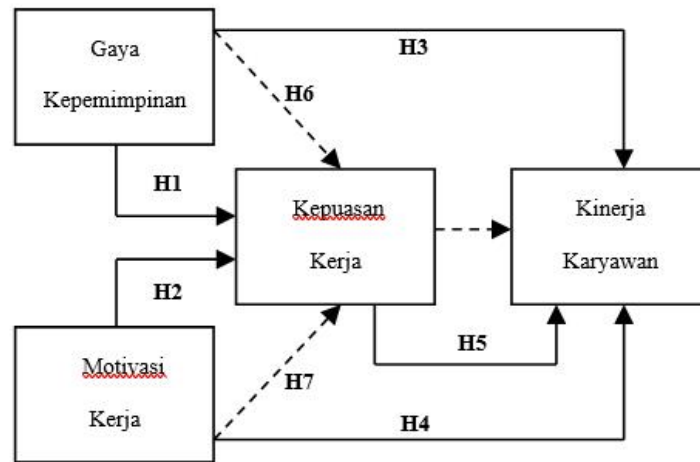 Gaya
Kepemimpinan
H3
H6
H1
Kepuasan
Kerja
Kinerja
Karyawan
H2
Motivasi
Kerja
H5
H7
H4